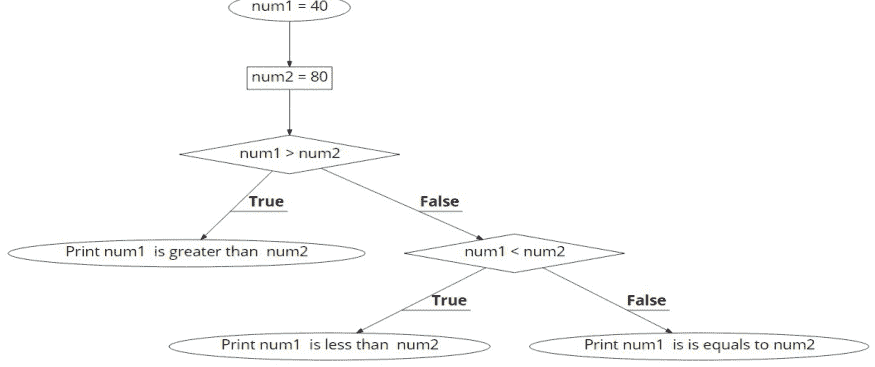 num1 = 40
num2 = 80
num1 > num2
True
False
Print num1 is greater than num2
num1 < num2
True
False
Print num1 is less than num2
Print num1 is is equals to num2